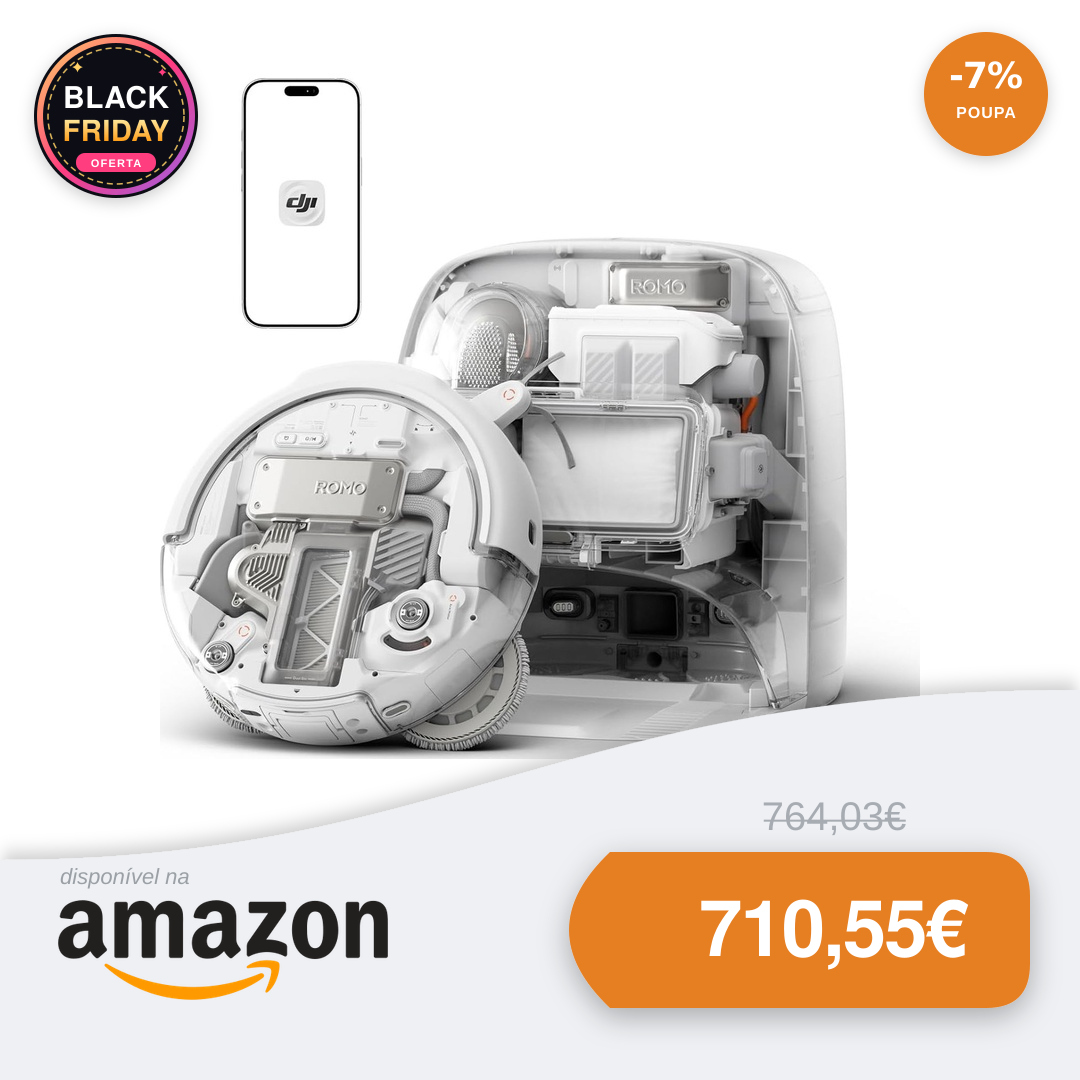 BLACK
FRIDAY
OFERTA
-7%
POUPA
dji
ROMO
ROMO
764,03€
710,55€
disponível na
amazon